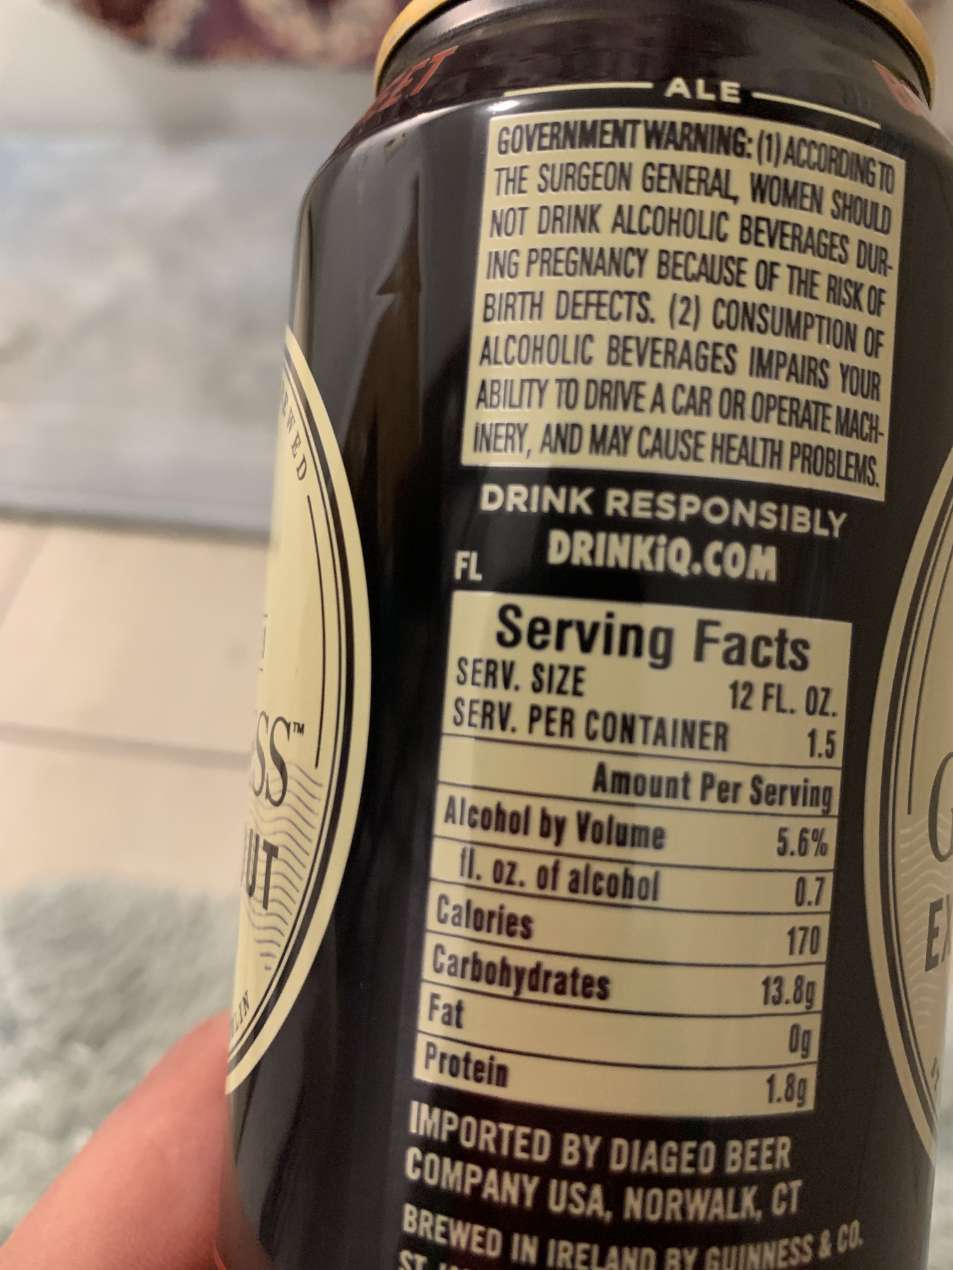 ALE
GOVERNMENT WARNING: (1) ACCORDING TO
THE SURGEON GENERAL, WOMEN SHOULD
NOT DRINK ALCOHOLIC BEVERAGES DUR-
ING PREGNANCY BECAUSE OF THE RISK OF
BIRTH DEFECTS. (2) CONSUMPTION OF
ALCOHOLIC BEVERAGES IMPAIRS YOUR
ABILITY TO DRIVE A CAR OR OPERATE MACH-
INERY, AND MAY CAUSE HEALTH PROBLEMS.
DRINK RESPONSIBLY
DRINKiQ.COM
FL
Serving Facts
SERV. SIZE 12 FL. OZ.
SERV. PER CONTAINER 1.5
Amount Per Serving
Alcohol by Volume 5.6%
fl. oz. of alcohol 0.7
Calories 170
Carbohydrates 13.8g
Fat 0g
Protein 1.8g
IMPORTED BY DIAGEO BEER
COMPANY USA, NORWALK, CT
BREWED IN IRELAND BY GUINNESS & CO.